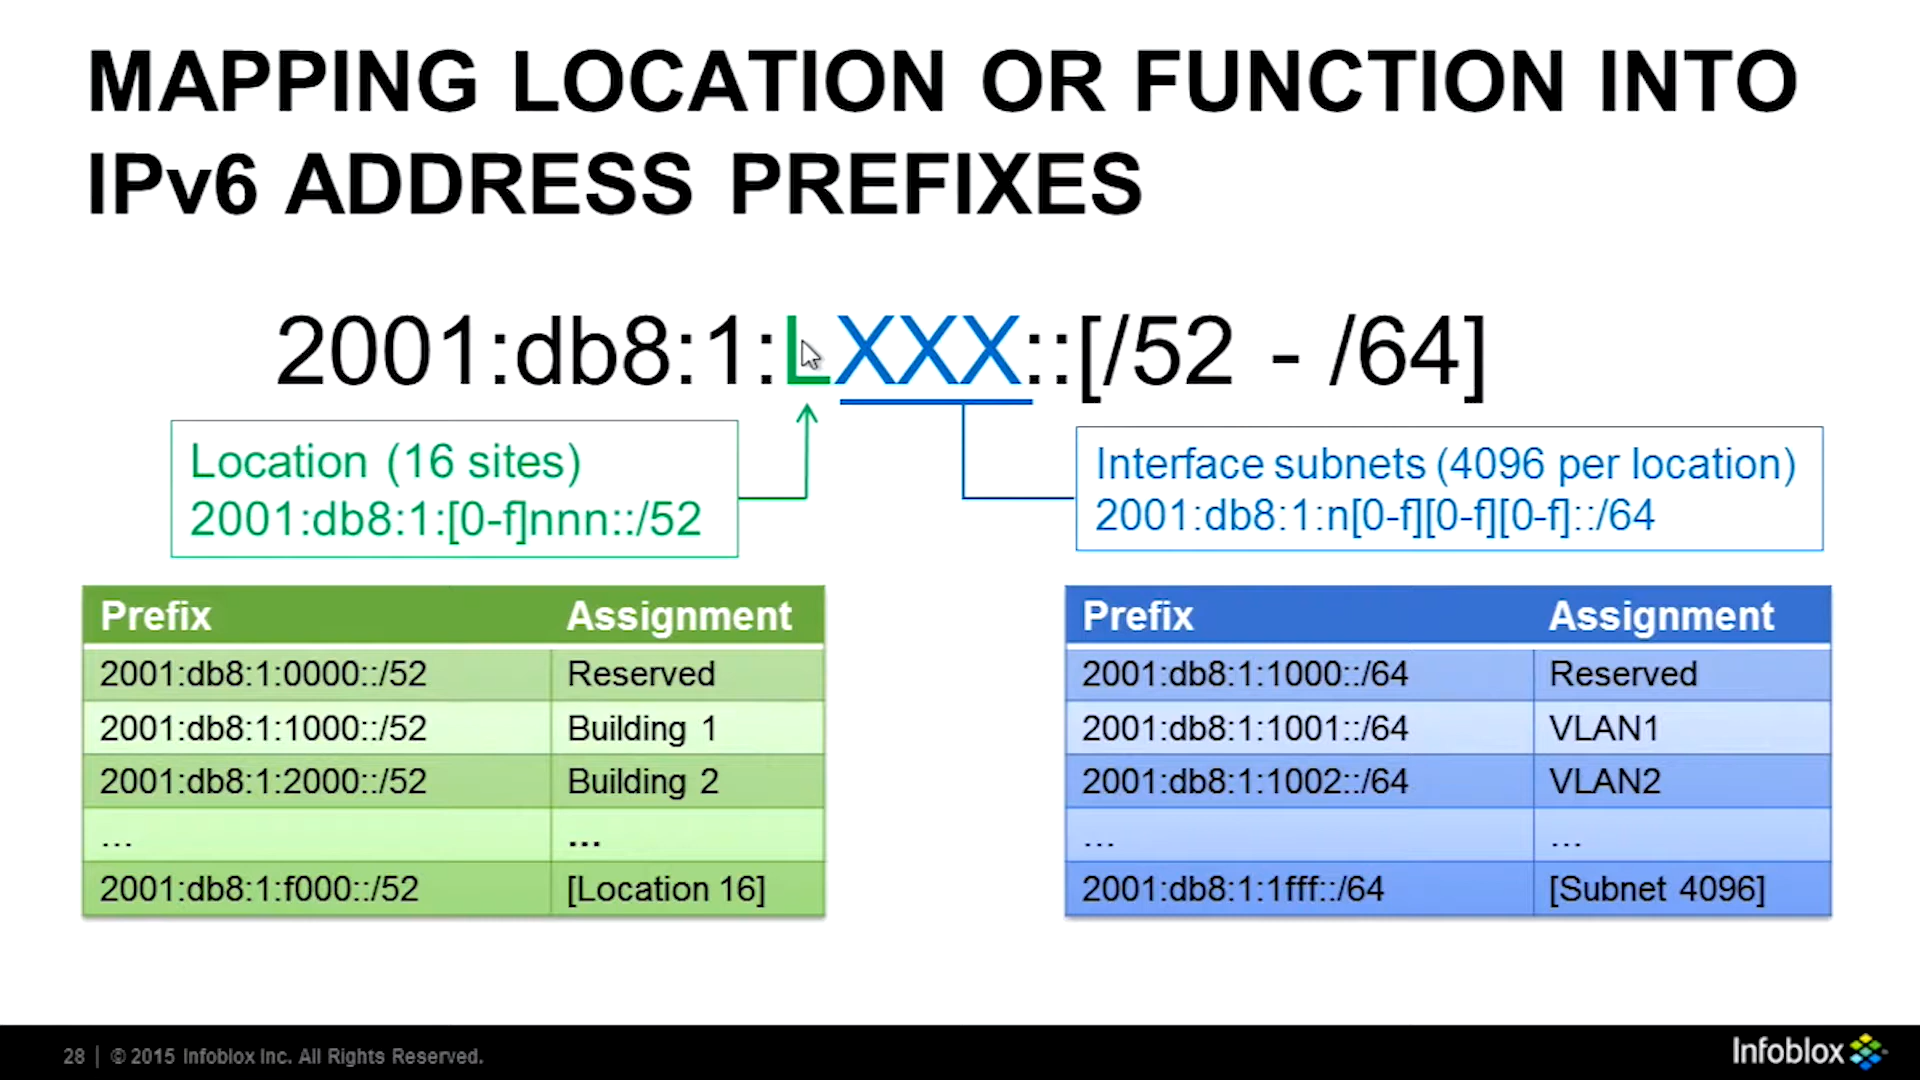 MAPPING LOCATION OR FUNCTION INTO
IPv6 ADDRESS PREFIXES
2001:db8:1:LXXX::[/52 - /64]
Location (16 sites)
2001:db8:1:[0-f]nnn::/52
Interface subnets (4096 per location)
2001:db8:1:n[0-f][0-f][0-f]::/64
Prefix Assignment
2001:db8:1:0000::/52 Reserved
2001:db8:1:1000::/52 Building 1
2001:db8:1:2000::/52 Building 2
... ...
2001:db8:1:f000::/52 [Location 16]
Prefix Assignment
2001:db8:1:1000::/64 Reserved
2001:db8:1:1001::/64 VLAN1
2001:db8:1:1002::/64 VLAN2
... ...
2001:db8:1:1fff::/64 [Subnet 4096]
28 | © 2015 Infoblox Inc. All Rights Reserved.
Infoblox